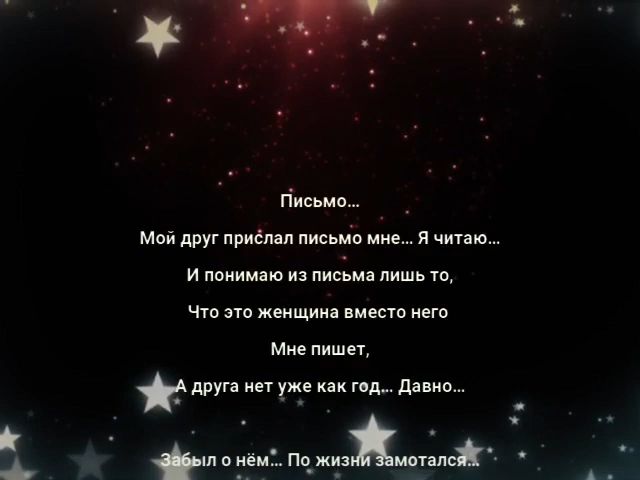 Письмо…
Мой друг прислал письмо мне… Я читаю…
И понимаю из письма лишь то,
Что это женщина вместо него
Мне пишет,
А друга нет уже как год… Давно…
Забыл о нём… По жизни замотался…